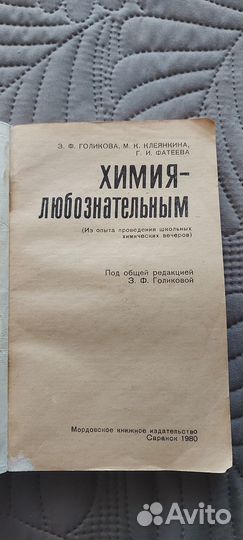 З. Ф. ГОЛИКОВА, М. К. КЛЕЯНКИНА,
Г. И. ФАТЕЕВА
ХИМИЯ–
ЛЮБОЗНАТЕЛЬНЫМ
(Из опыта проведения школьных
химических вечеров)
Под общей редакцией
З. Ф. Голиковой
Мордовское книжное издательство
Саранск 1980
Avito